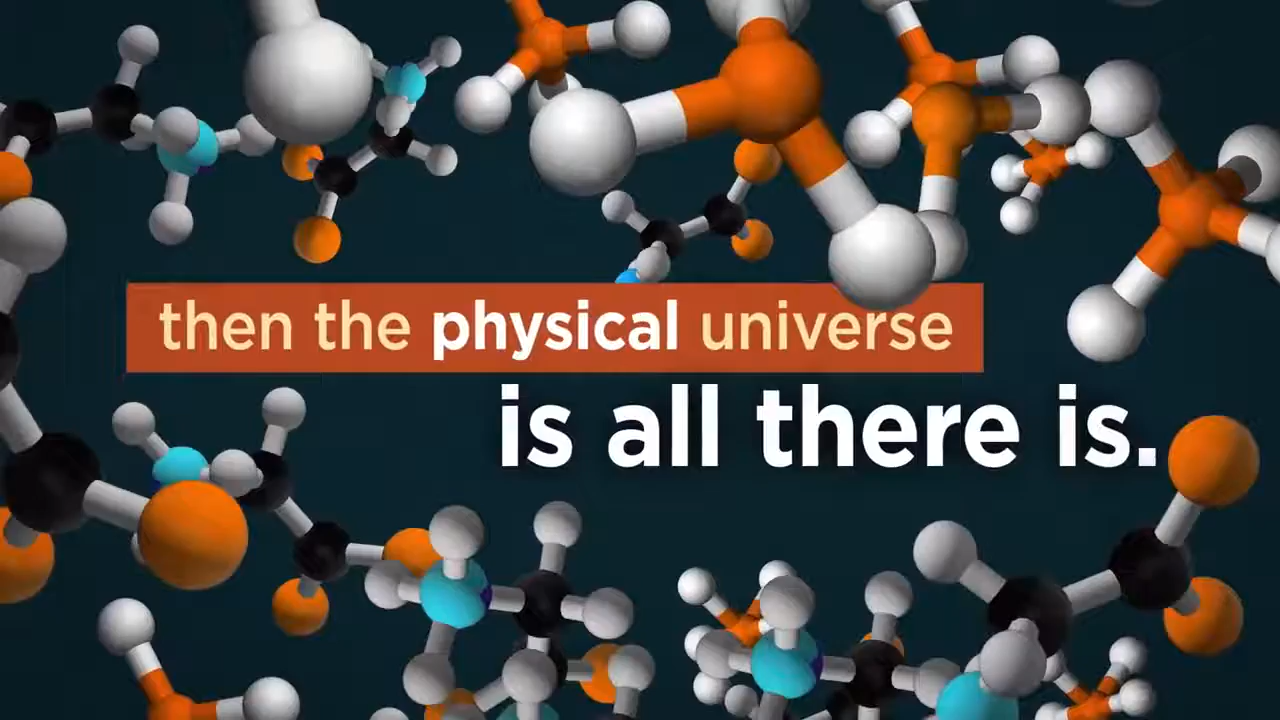 then the physical universe
is all there is.